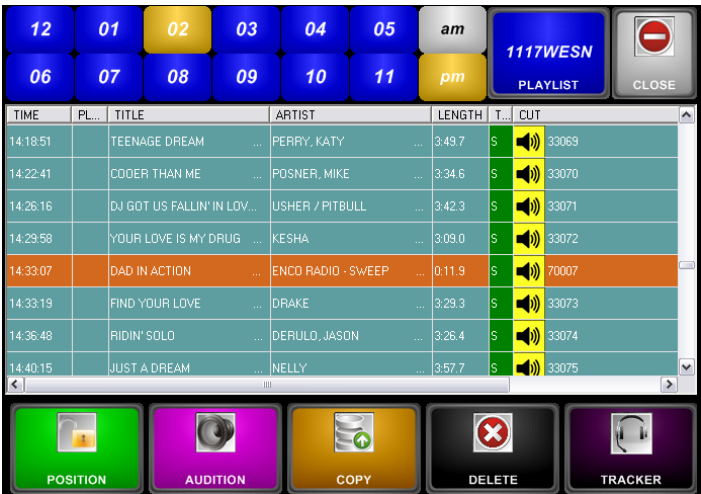 12 01 02 03 04 05 am
1117WESN
06 07 08 09 10 11 pm
PLAYLIST CLOSE
TIME PL... TITLE ARTIST LENGTH T... CUT
14:18:51 TEENAGE DREAM ... PERRY, KATY ... 3:49.7 S 33069
14:22:41 COOER THAN ME ... POSNER, MIKE ... 3:34.6 S 33070
14:26:16 DJ GOT US FALLIN' IN LOV... USHER / PITBULL ... 3:42.3 S 33071
14:29:58 YOUR LOVE IS MY DRUG ... KESHA ... 3:09.0 S 33072
14:33:07 DAD IN ACTION ... ENCO RADIO - SWEEP ... 0:11.9 S 70007
14:33:19 FIND YOUR LOVE ... DRAKE ... 3:29.3 S 33073
14:36:48 RIDIN' SOLO ... DERULO, JASON ... 3:26.4 S 33074
14:40:15 JUST A DREAM ... NELLY ... 3:57.7 S 33075
POSITION AUDITION COPY DELETE TRACKER